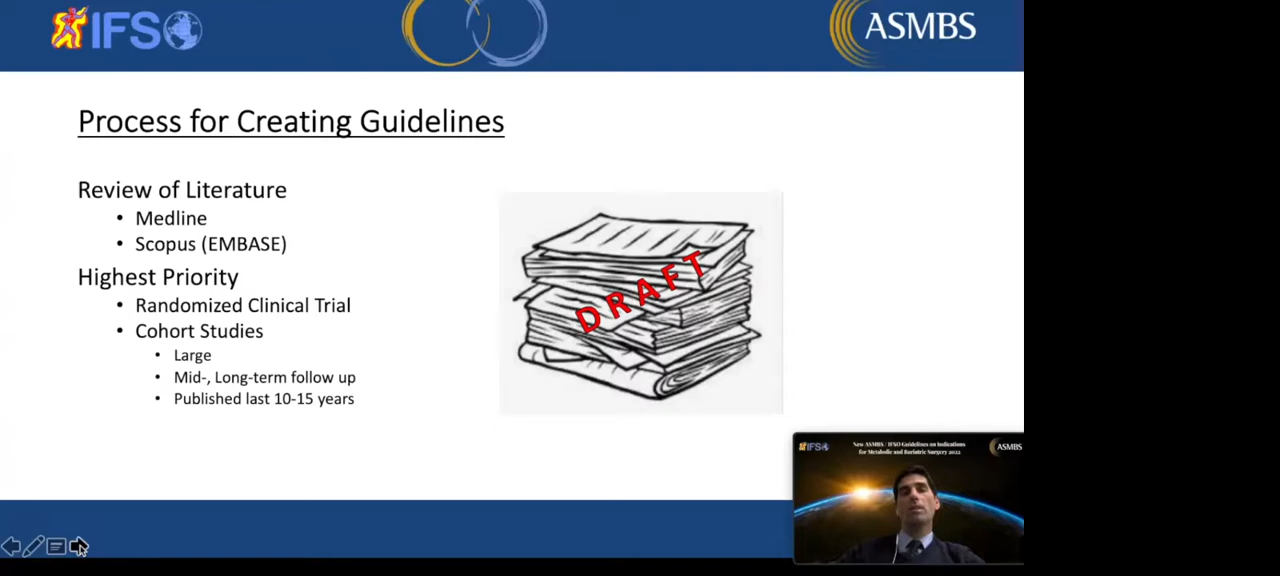 IFSO
ASMBS
Process for Creating Guidelines
Review of Literature
• Medline
• Scopus (EMBASE)
Highest Priority
• Randomized Clinical Trial
• Cohort Studies
• Large
• Mid-, Long-term follow up
• Published last 10-15 years
DRAFT
IFSO
New ASMBS / IFSO Guidelines on Indications
for Metabolic and Bariatric Surgery 2022
ASMBS